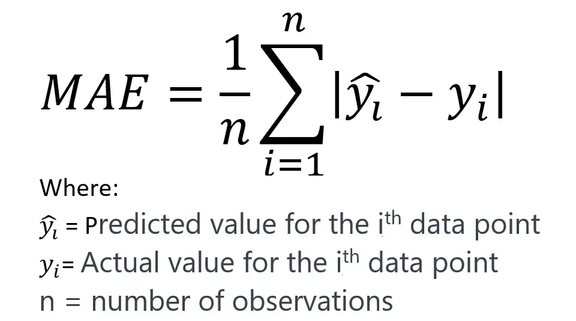 MAE = 1/n ∑_{i=1}^{n} |ŷᵢ − yᵢ|
Where:
ŷᵢ = Predicted value for the iᵗʰ data point
yᵢ= Actual value for the iᵗʰ data point
n = number of observations